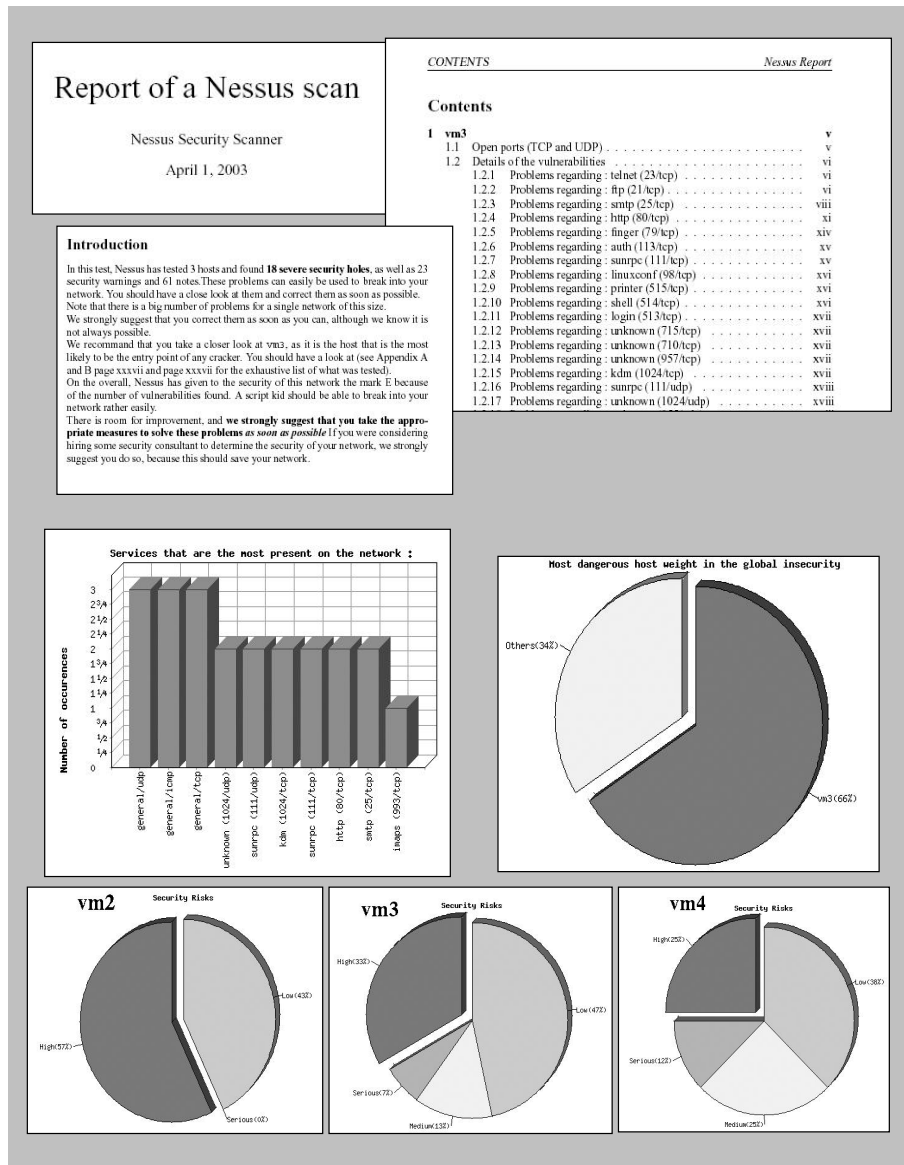 Report of a Nessus scan
Nessus Security Scanner
April 1, 2003
CONTENTS Nessus Report
Contents
1 vm3 v
1.1 Open ports (TCP and UDP) . . . . . . . . . . . . . . . . . . . . . . . v
1.2 Details of the vulnerabilities . . . . . . . . . . . . . . . . . . . . . . vi
1.2.1 Problems regarding : telnet (23/tcp) . . . . . . . . . . . . . vi
1.2.2 Problems regarding : ftp (21/tcp) . . . . . . . . . . . . . . . vi
1.2.3 Problems regarding : smtp (25/tcp) . . . . . . . . . . . . . viii
1.2.4 Problems regarding : http (80/tcp) . . . . . . . . . . . . . . xi
1.2.5 Problems regarding : finger (79/tcp) . . . . . . . . . . . . . xiv
1.2.6 Problems regarding : auth (113/tcp) . . . . . . . . . . . . . xv
1.2.7 Problems regarding : sunrpc (111/tcp) . . . . . . . . . . . . xv
1.2.8 Problems regarding : linuxconf (98/tcp) . . . . . . . . . . . xvi
1.2.9 Problems regarding : printer (515/tcp) . . . . . . . . . . . . xvi
1.2.10 Problems regarding : shell (514/tcp) . . . . . . . . . . . . . xvi
1.2.11 Problems regarding : login (513/tcp) . . . . . . . . . . . . . xvii
1.2.12 Problems regarding : unknown (715/tcp) . . . . . . . . . . xvii
1.2.13 Problems regarding : unknown (710/tcp) . . . . . . . . . . xvii
1.2.14 Problems regarding : unknown (957/tcp) . . . . . . . . . . xvii
1.2.15 Problems regarding : kdm (1024/tcp) . . . . . . . . . . . . xvii
1.2.16 Problems regarding : sunrpc (111/udp) . . . . . . . . . . . xviii
1.2.17 Problems regarding : unknown (1024/udp) . . . . . . . . . xviii
Introduction
In this test, Nessus has tested 3 hosts and found 18 severe security holes, as well as 23
security warnings and 61 notes.These problems can easily be used to break into your
network. You should have a close look at them and correct them as soon as possible.
Note that there is a big number of problems for a single network of this size.
We strongly suggest that you correct them as soon as you can, although we know it is
not always possible.
We recommend that you take a closer look at vm3, as it is the host that is the most
likely to be the entry point of any cracker. You should have a look at (see Appendix A
and B page xxxvii and page xxxvii for the exhaustive list of what was tested).
On the overall, Nessus has given to the security of this network the mark E because
of the number of vulnerabilities found. A script kid should be able to break into your
network rather easily.
There is room for improvement, and we strongly suggest that you take the appro-
priate measures to solve these problems as soon as possible If you were considering
hiring some security consultant to determine the security of your network, we strongly
suggest you do so, because this should save your network.
Services that are the most present on the network :
Number of occurences
3
2³/₄
2¹/₂
2¹/₄
2
1³/₄
1¹/₂
1¹/₄
1
³/₄
¹/₂
¹/₄
0
general/udp
general/icmp
general/tcp
unknown (1024/udp)
sunrpc (111/udp)
kdm (1024/tcp)
sunrpc (111/tcp)
http (80/tcp)
smtp (25/tcp)
imaps (993/tcp)
Most dangerous host weight in the global insecurity
Others(34%)
vm3(66%)
vm2
Security Risks
Low(43%)
High(57%)
Serious(0%)
vm3
Security Risks
High(33%)
Low(47%)
Serious(7%)
Medium(13%)
vm4
Security Risks
High(25%)
Low(38%)
Serious(12%)
Medium(25%)